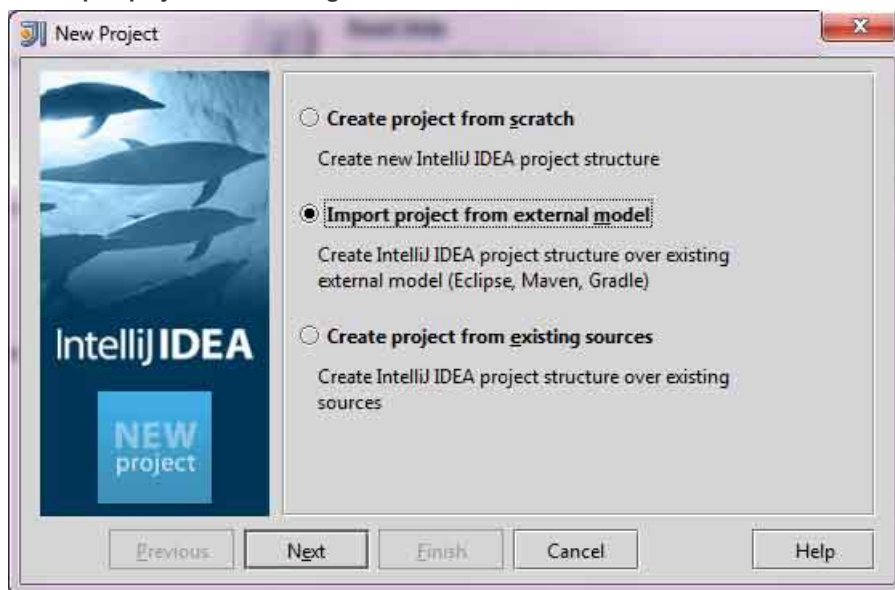 New Project
Create project from scratch
Create new IntelliJ IDEA project structure
Import project from external model
Create IntelliJ IDEA project structure over existing
external model (Eclipse, Maven, Gradle)
Create project from existing sources
Create IntelliJ IDEA project structure over existing
sources
IntelliJ IDEA
NEW
project
Previous Next Finish Cancel Help